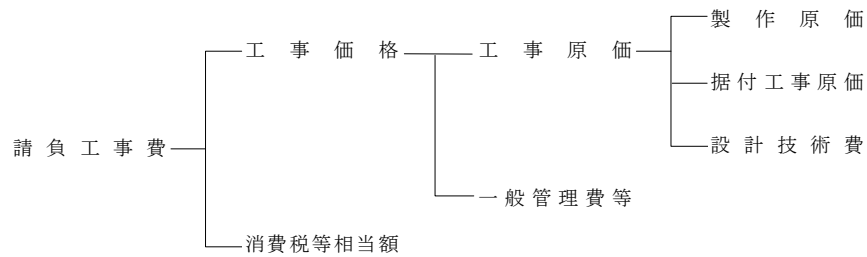 製作原価
工事価格
工事原価
据付工事原価
請負工事費
設計技術費
一般管理費等
消費税等相当額